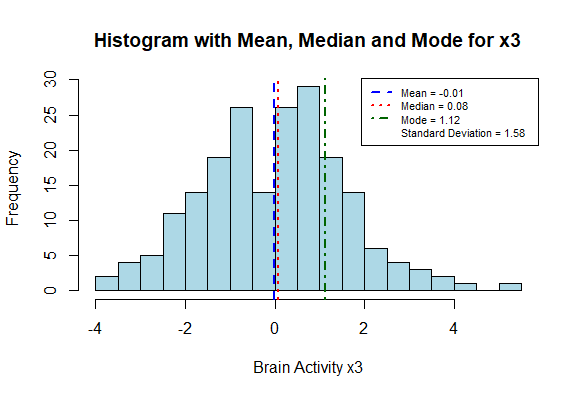 Histogram with Mean, Median and Mode for x3
Mean = -0.01
Median = 0.08
Mode = 1.12
Standard Deviation = 1.58
Frequency
30
25
20
15
10
5
0
-4
-2
0
2
4
Brain Activity x3